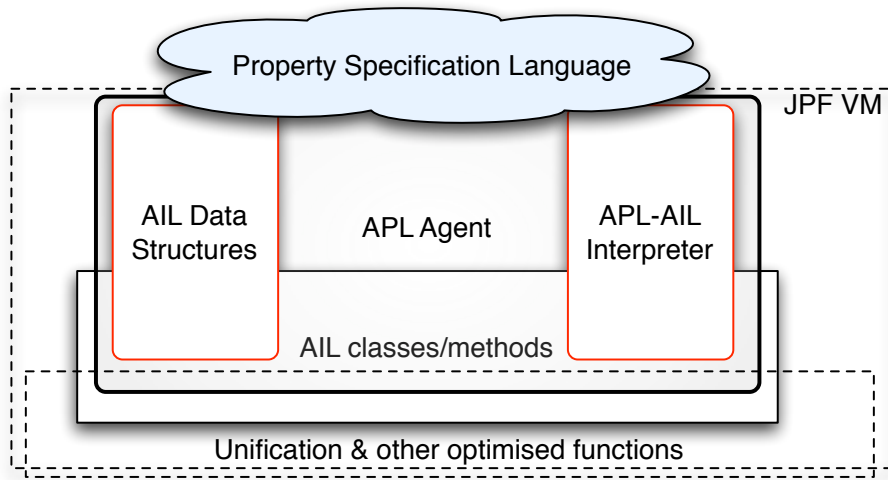 Property Specification Language
JPF VM
AIL Data
Structures
APL Agent
APL-AIL
Interpreter
AIL classes/methods
Unification & other optimised functions